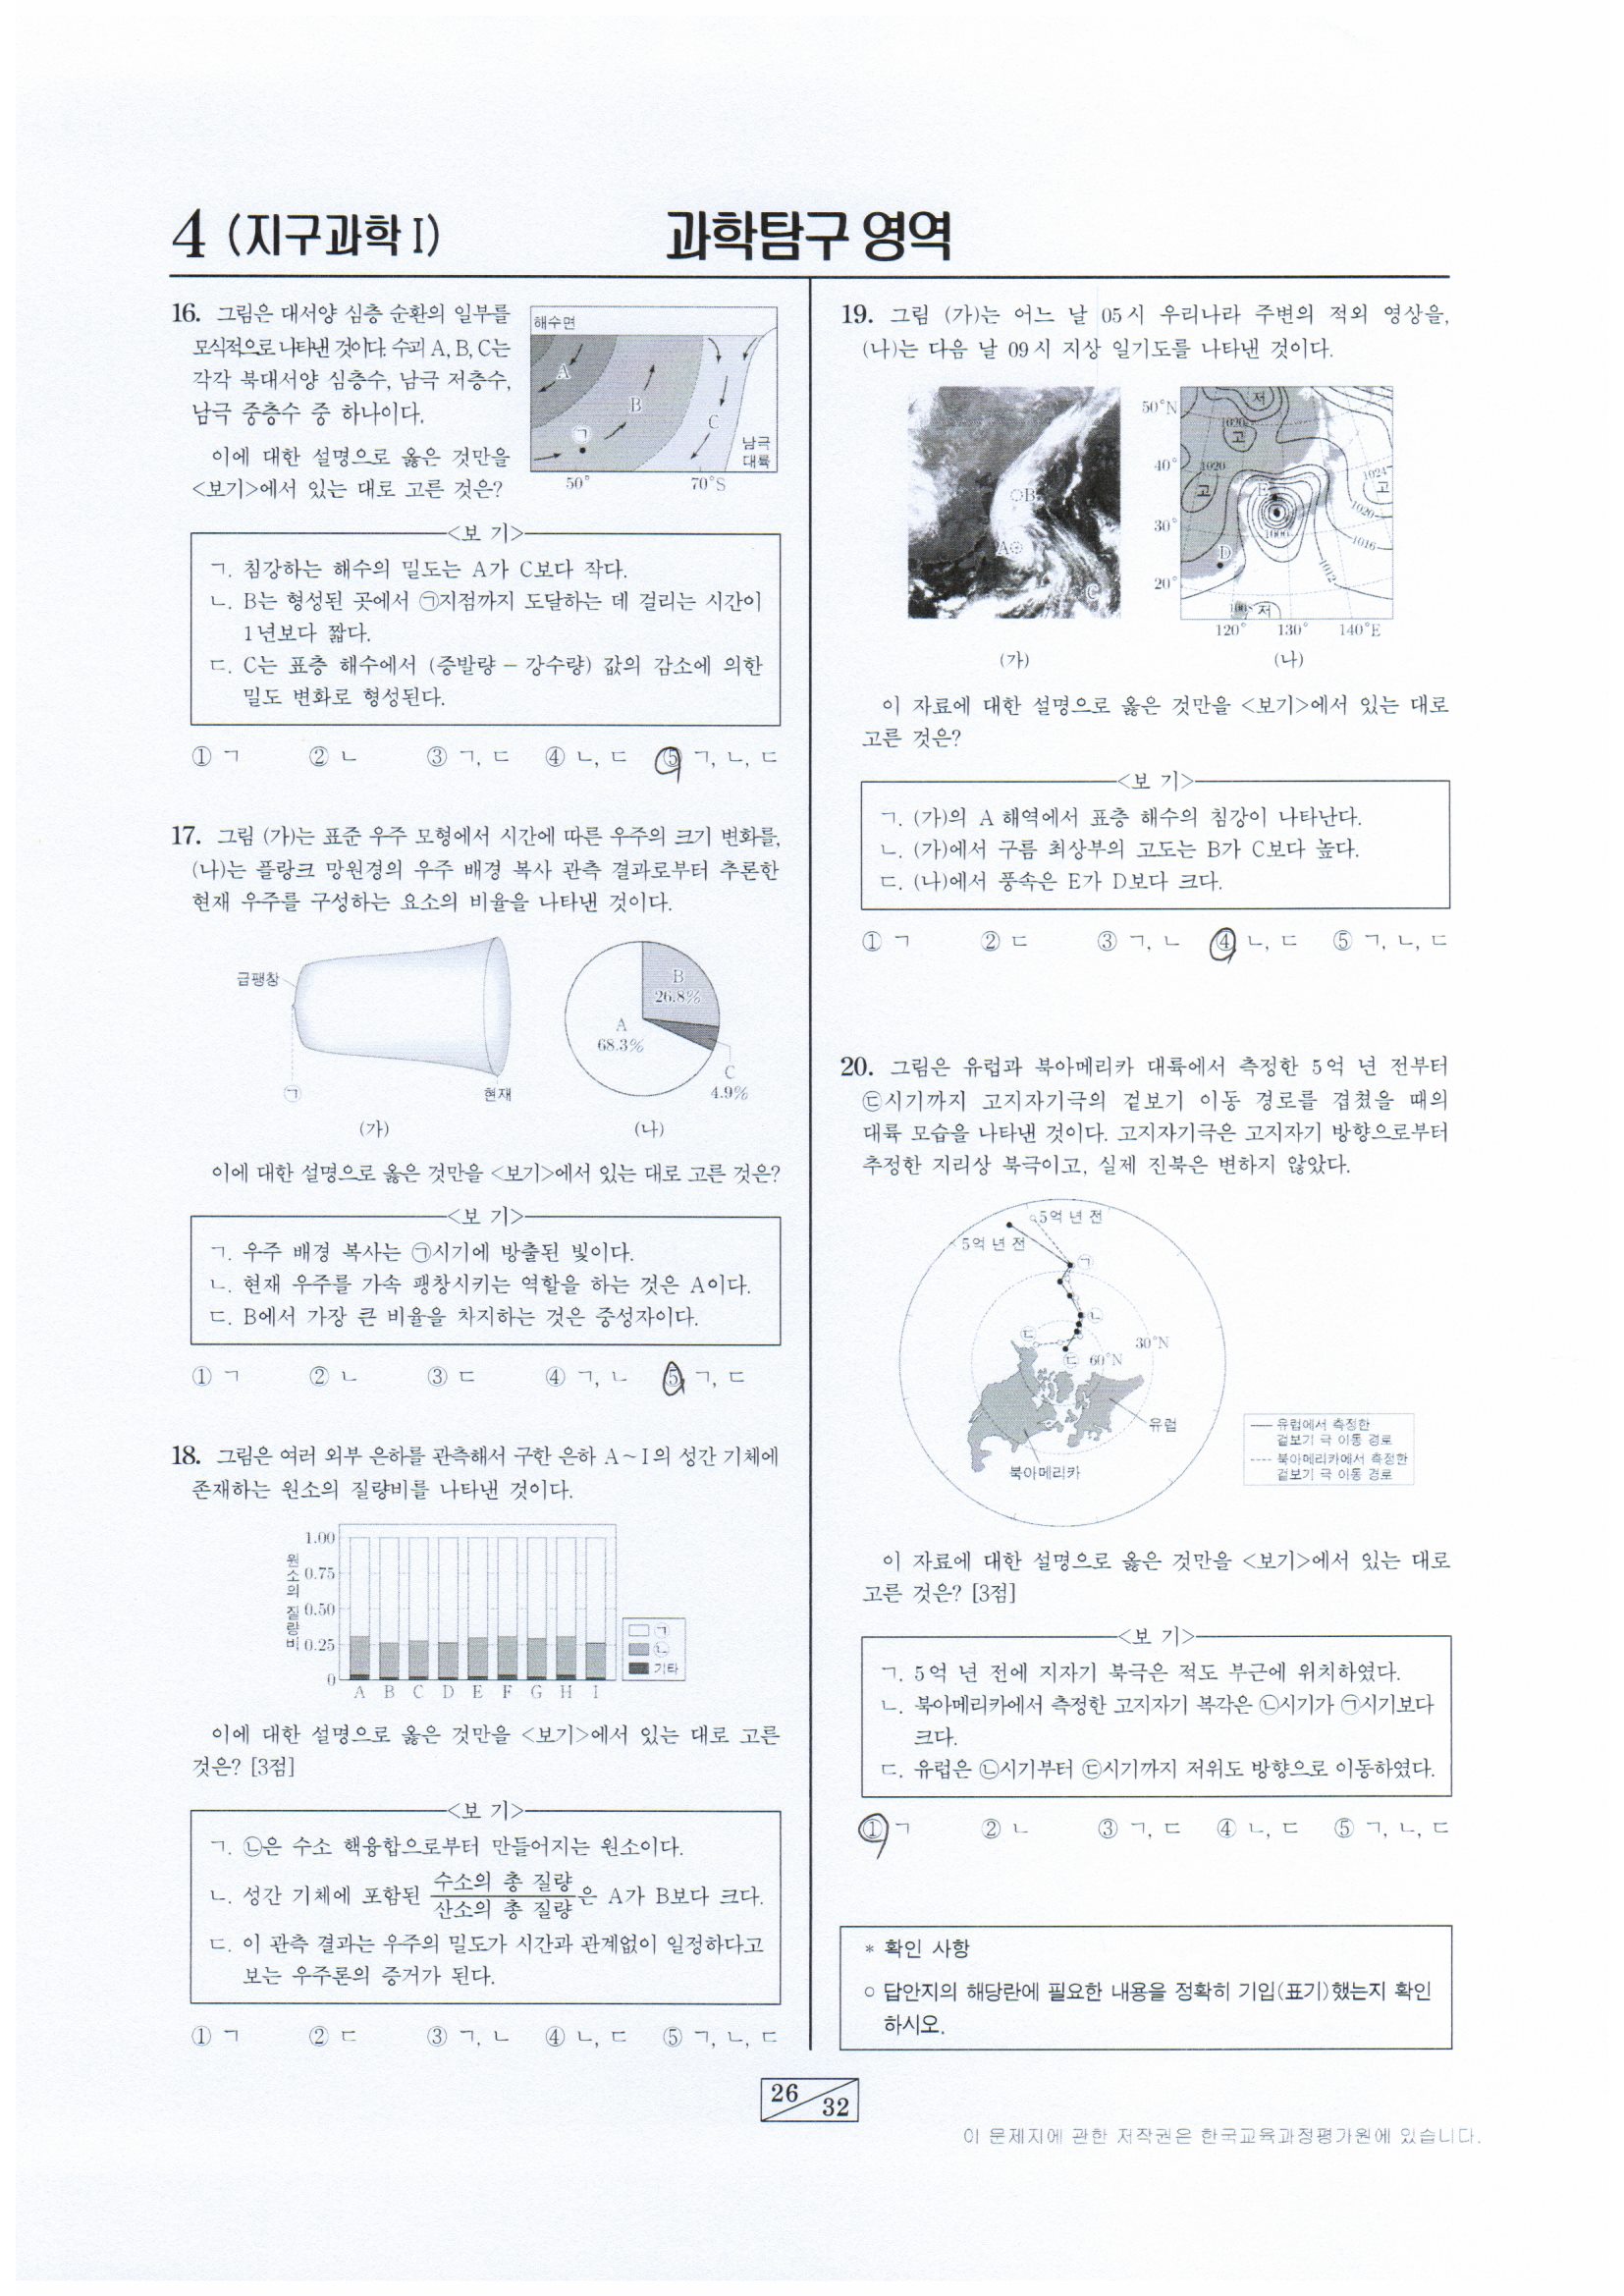 4 (지구과학 I)
과학탐구 영역
16. 그림은 대서양 심층 순환의 일부를
모식적으로 나타낸 것이다. 수괴 A, B, C는
각각 북대서양 심층수, 남극 저층수,
남극 중층수 중 하나이다.
해수면
A
B
C
㉠
남극
대륙
50°
70°S
이에 대한 설명으로 옳은 것만을
<보기>에서 있는 대로 고른 것은?
<보 기>
ㄱ. 침강하는 해수의 밀도는 A가 C보다 작다.
ㄴ. B는 형성된 곳에서 ㉠지점까지 도달하는 데 걸리는 시간이
1년보다 짧다.
ㄷ. C는 표층 해수에서 (증발량 – 강수량) 값의 감소에 의한
밀도 변화로 형성된다.
① ㄱ ② ㄴ ③ ㄱ, ㄷ ④ ㄴ, ㄷ ⑤ ㄱ, ㄴ, ㄷ
17. 그림 (가)는 표준 우주 모형에서 시간에 따른 우주의 크기 변화를,
(나)는 플랑크 망원경의 우주 배경 복사 관측 결과로부터 추론한
현재 우주를 구성하는 요소의 비율을 나타낸 것이다.
급팽창
㉠
현재
(가)
B
26.8%
A
68.3%
C
4.9%
(나)
이에 대한 설명으로 옳은 것만을 <보기>에서 있는 대로 고른 것은?
<보 기>
ㄱ. 우주 배경 복사는 ㉠시기에 방출된 빛이다.
ㄴ. 현재 우주를 가속 팽창시키는 역할을 하는 것은 A이다.
ㄷ. B에서 가장 큰 비율을 차지하는 것은 중성자이다.
① ㄱ ② ㄴ ③ ㄷ ④ ㄱ, ㄴ ⑤ ㄱ, ㄷ
18. 그림은 여러 외부 은하를 관측해서 구한 은하 A~I의 성간 기체에
존재하는 원소의 질량비를 나타낸 것이다.
원소의 질량비
1.00
0.75
0.50
0.25
0
A B C D E F G H I
㉠
㉡
기타
이에 대한 설명으로 옳은 것만을 <보기>에서 있는 대로 고른
것은? [3점]
<보 기>
ㄱ. ㉡은 수소 핵융합으로부터 만들어지는 원소이다.
ㄴ. 성간 기체에 포함된 수소의 총 질량/산소의 총 질량은 A가 B보다 크다.
ㄷ. 이 관측 결과는 우주의 밀도가 시간과 관계없이 일정하다고
보는 우주론의 증거가 된다.
① ㄱ ② ㄷ ③ ㄱ, ㄴ ④ ㄴ, ㄷ ⑤ ㄱ, ㄴ, ㄷ
19. 그림 (가)는 어느 날 05시 우리나라 주변의 적외 영상을,
(나)는 다음 날 09시 지상 일기도를 나타낸 것이다.
B
A
C
(가)
50°N
40°
30°
20°
120° 130° 140°E
저
고
1020
고
1024
고
1020
1016
1012
1000
E
D
저
(나)
이 자료에 대한 설명으로 옳은 것만을 <보기>에서 있는 대로
고른 것은?
<보 기>
ㄱ. (가)의 A 해역에서 표층 해수의 침강이 나타난다.
ㄴ. (가)에서 구름 최상부의 고도는 B가 C보다 높다.
ㄷ. (나)에서 풍속은 E가 D보다 크다.
① ㄱ ② ㄷ ③ ㄱ, ㄴ ④ ㄴ, ㄷ ⑤ ㄱ, ㄴ, ㄷ
20. 그림은 유럽과 북아메리카 대륙에서 측정한 5억 년 전부터
㉢시기까지 고지자기극의 겉보기 이동 경로를 겹쳤을 때의
대륙 모습을 나타낸 것이다. 고지자기극은 고지자기 방향으로부터
추정한 지리상 북극이고, 실제 진북은 변하지 않았다.
5억 년 전
5억 년 전
㉠
㉡
㉢
㉢
30°N
60°N
유럽
북아메리카
유럽에서 측정한
겉보기 극 이동 경로
북아메리카에서 측정한
겉보기 극 이동 경로
이 자료에 대한 설명으로 옳은 것만을 <보기>에서 있는 대로
고른 것은? [3점]
<보 기>
ㄱ. 5억 년 전에 지자기 북극은 적도 부근에 위치하였다.
ㄴ. 북아메리카에서 측정한 고지자기 복각은 ㉡시기가 ㉠시기보다
크다.
ㄷ. 유럽은 ㉡시기부터 ㉢시기까지 저위도 방향으로 이동하였다.
① ㄱ ② ㄴ ③ ㄱ, ㄷ ④ ㄴ, ㄷ ⑤ ㄱ, ㄴ, ㄷ
* 확인 사항
○ 답안지의 해당란에 필요한 내용을 정확히 기입(표기)했는지 확인
하시오.
26
32
이 문제지에 관한 저작권은 한국교육과정평가원에 있습니다.